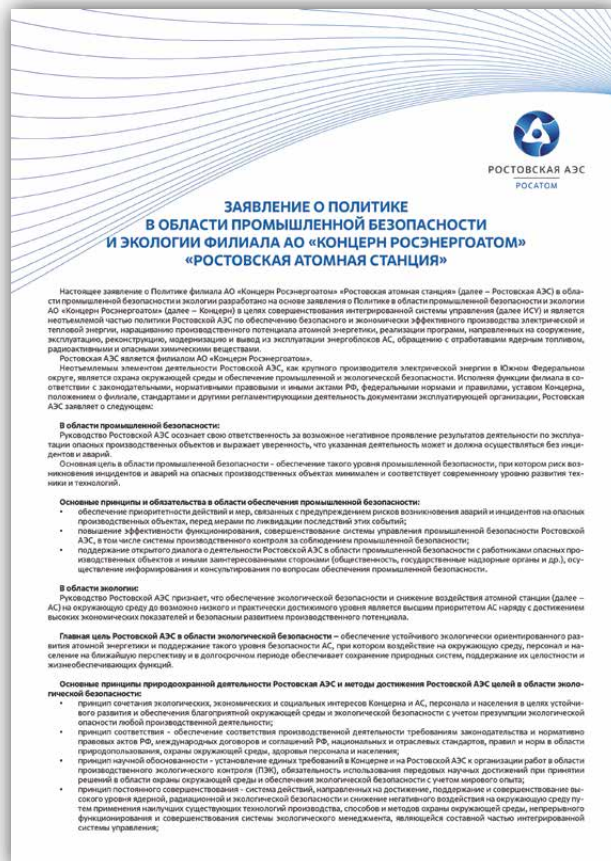 РОСТОВСКАЯ АЭС
РОСАТОМ
ЗАЯВЛЕНИЕ О ПОЛИТИКЕ
В ОБЛАСТИ ПРОМЫШЛЕННОЙ БЕЗОПАСНОСТИ
И ЭКОЛОГИИ ФИЛИАЛА АО «КОНЦЕРН РОСЭНЕРГОАТОМ»
«РОСТОВСКАЯ АТОМНАЯ СТАНЦИЯ»
Настоящее заявление о Политике филиала АО «Концерн Росэнергоатом» «Ростовская атомная станция» (далее – Ростовская АЭС) в обла-
сти промышленной безопасности и экологии разработано на основе заявления о Политике в области промышленной безопасности и экологии
АО «Концерн Росэнергоатом» (далее – Концерн) в целях совершенствования интегрированной системы управления (далее ИСУ) и является
неотъемлемой частью политики Ростовской АЭС по обеспечению безопасного и экономически эффективного производства электрической и
тепловой энергии, наращиванию производственного потенциала атомной энергетики, реализации программ, направленных на сооружение,
эксплуатацию, реконструкцию, модернизацию и вывод из эксплуатации энергоблоков АС, обращению с отработавшим ядерным топливом,
радиоактивными и опасными химическими веществами.
Ростовская АЭС является филиалом АО «Концерн Росэнергоатом».
Неотъемлемым элементом деятельности Ростовской АЭС, как крупного производителя электрической энергии в Южном Федеральном
округе, является охрана окружающей среды и обеспечение промышленной и экологической безопасности. Исполняя функции филиала в со-
ответствии с законодательными, нормативными правовыми и иными актами РФ, федеральными нормами и правилами, уставом Концерна,
положением о филиале, стандартами и другими регламентирующими деятельность документами эксплуатирующей организации, Ростовская
АЭС заявляет о следующем:
В области промышленной безопасности:
Руководство Ростовской АЭС осознает свою ответственность за возможное негативное проявление результатов деятельности по эксплуа-
тации опасных производственных объектов и выражает уверенность, что указанная деятельность может и должна осуществляться без инци-
дентов и аварий.
Основная цель в области промышленной безопасности – обеспечение такого уровня промышленной безопасности, при котором риск воз-
никновения инцидентов и аварий на опасных производственных объектах минимален и соответствует современному уровню развития тех-
ники и технологий.
Основные принципы и обязательства в области обеспечения промышленной безопасности:
• обеспечение приоритетности действий и мер, связанных с предупреждением рисков возникновения аварий и инцидентов на опасных
производственных объектах, перед мерами по ликвидации последствий этих событий;
• повышение эффективности функционирования, совершенствование системы управления промышленной безопасности Ростовской
АЭС, в том числе системы производственного контроля за соблюдением промышленной безопасности;
• поддержание открытого диалога о деятельности Ростовской АЭС в области промышленной безопасности с работниками опасных про-
изводственных объектов и иными заинтересованными сторонами (общественность, государственные надзорные органы и др.), осу-
ществление информирования и консультирования по вопросам обеспечения промышленной безопасности.
В области экологии:
Руководство Ростовской АЭС признает, что обеспечение экологической безопасности и снижение воздействия атомной станции (далее –
АС) на окружающую среду до возможно низкого и практически достижимого уровня является высшим приоритетом АС наряду с достижением
высоких экономических показателей и безопасным развитием производственного потенциала.
Главная цель Ростовской АЭС в области экологической безопасности – обеспечение устойчивого экологически ориентированного раз-
вития атомной энергетики и поддержание такого уровня безопасности АС, при котором воздействие на окружающую среду, персонал и на-
селение на ближайшую перспективу и в долгосрочном периоде обеспечивает сохранение природных систем, поддержание их целостности и
жизнеобеспечивающих функций.
Основные принципы природоохранной деятельности Ростовская АЭС и методы достижения Ростовской АЭС целей в области эколо-
гической безопасности:
• принцип сочетания экологических, экономических и социальных интересов Концерна и АС, персонала и населения в целях устойчи-
вого развития и обеспечения благоприятной окружающей среды и экологической безопасности с учетом презумпции экологической
опасности любой производственной деятельности;
• принцип соответствия - обеспечение соответствия производственной деятельности требованиям законодательства и нормативно
правовых актов РФ, международных договоров и соглашений РФ, национальных и отраслевых стандартов, правил и норм в области
природопользования, охраны окружающей среды, здоровья персонала и населения;
• принцип научной обоснованности - установление единых требований в Концерне и на Ростовской АЭС к организации работ в области
производственного экологического контроля (ПЭК), обязательность использования передовых научных достижений при принятии
решений в области охраны окружающей среды и обеспечения экологической безопасности с учетом мирового опыта;
• принцип постоянного совершенствования - система действий, направленных на достижение, поддержание и совершенствование вы-
сокого уровня ядерной, радиационной и экологической безопасности и снижение негативного воздействия на окружающую среду пу-
тем применения наилучших существующих технологий производства, способов и методов охраны окружающей среды, непрерывного
функционирования и совершенствования системы экологического менеджмента, являющейся составной частью интегрированной
системы управления;